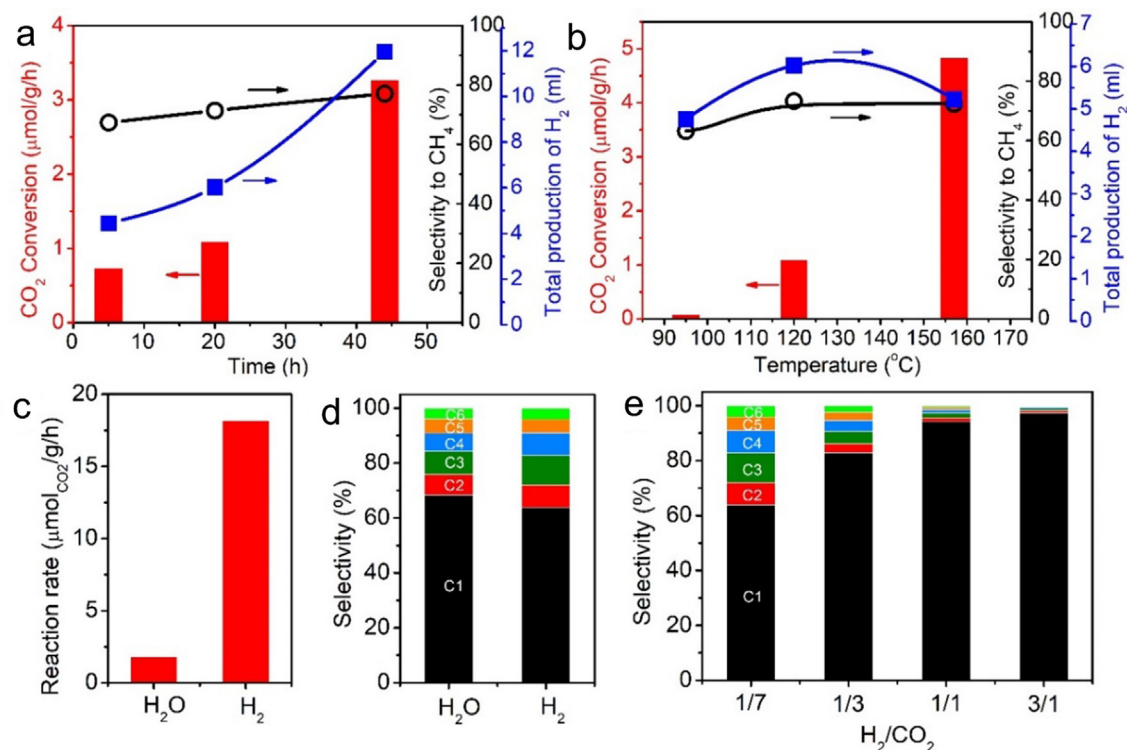 a
CO₂ Conversion (μmol/g/h)
4
3
2
1
0
0 10 20 30 40 50
Time (h)
100
80
60
40
20
0
Selectivity to CH₄ (%)
12
10
8
6
4
2
0
Total production of H₂ (ml)
b
CO₂ Conversion (μmol/g/h)
5
4
3
2
1
0
90 100 110 120 130 140 150 160 170
Temperature (°C)
100
80
60
40
20
0
Selectivity to CH₄ (%)
7
6
5
4
3
2
1
0
Total production of H₂ (ml)
c
Reaction rate (μmol_CO2/g/h)
20
15
10
5
0
H₂O H₂
d
Selectivity (%)
100
80
60
40
20
0
C6
C5
C4
C3
C2
C1
H₂O H₂
e
Selectivity (%)
100
80
60
40
20
0
C6
C5
C4
C3
C2
C1
1/7 1/3 1/1 3/1
H₂/CO₂